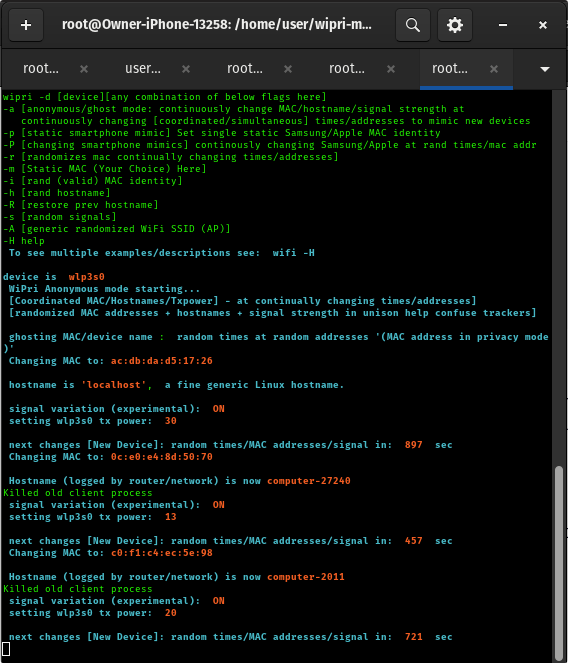 root@Owner-iPhone-13258: /home/user/wipri-m...
root... × user... × root... × root... × root... ×
wipri -d [device][any combination of below flags here]
-a [anonymous/ghost mode: continuously change MAC/hostname/signal strength at
continuously changing [coordinated/simultaneous] times/addresses to mimic new devices
-p [static smartphone mimic] Set single static Samsung/Apple MAC identity
-P [changing smartphone mimics] continously changing Samsung/Apple at rand times/mac addr
-r [randomizes mac continually changing times/addresses]
-m [Static MAC (Your Choice) Here]
-i [rand (valid) MAC identity]
-h [rand hostname]
-R [restore prev hostname]
-s [random signals]
-A [generic randomized WiFi SSID (AP)]
-H help
To see multiple examples/descriptions see:  wifi -H
device is  wlp3s0
WiPri Anonymous mode starting...
[Coordinated MAC/Hostnames/Txpower] - at continually changing times/addresses]
[randomized MAC addresses + hostnames + signal strength in unison help confuse trackers]
ghosting MAC/device name :  random times at random addresses '(MAC address in privacy mode
)'
Changing MAC to: ac:db:da:d5:17:26
hostname is 'localhost',  a fine generic Linux hostname.
signal variation (experimental):  ON
setting wlp3s0 tx power:  30
next changes [New Device]: random times/MAC addresses/signal in:  897  sec
Changing MAC to: 0c:e0:e4:8d:50:70
Hostname (logged by router/network) is now computer-27240
Killed old client process
signal variation (experimental):  ON
setting wlp3s0 tx power:  13
next changes [New Device]: random times/MAC addresses/signal in:  457  sec
Changing MAC to: c0:f1:c4:ec:5e:98
Hostname (logged by router/network) is now computer-2011
Killed old client process
signal variation (experimental):  ON
setting wlp3s0 tx power:  20
next changes [New Device]: random times/MAC addresses/signal in:  721  sec